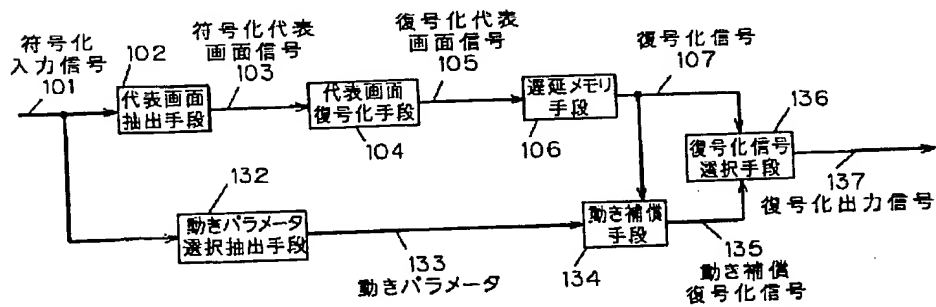 符号化
入力信号
101
102
代表画面
抽出手段
符号化代表
画面信号
103
代表画面
復号化手段
104
復号化代表
画面信号
105
遅延メモリ
手段
106
復号化信号
107
136
復号化信号
選択手段
137
復号化出力信号
132
動きパラメータ
選択抽出手段
133
動きパラメータ
動き補償
手段
134
135
動き補償
復号化信号